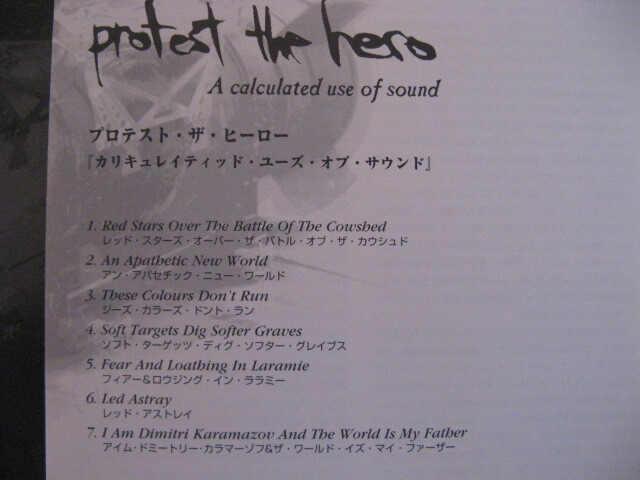 protest the hero
A calculated use of sound
プロテスト・ザ・ヒーロー
『カリキュレイティッド・ユーズ・オブ・サウンド』
1. Red Stars Over The Battle Of The Cowshed
レッド・スターズ・オーバー・ザ・バトル・オブ・ザ・カウシュド
2. An Apathetic New World
アン・アパセチック・ニュー・ワールド
3. These Colours Don't Run
ジーズ・カラーズ・ドント・ラン
4. Soft Targets Dig Softer Graves
ソフト・ターゲッツ・ディグ・ソフター・グレイブス
5. Fear And Loathing In Laramie
フィアー&ロウジング・イン・ララミー
6. Led Astray
レッド・アストレイ
7. I Am Dimitri Karamazov And The World Is My Father
アイム・ドミートリー・カラマーゾフ&ザ・ワールド・イズ・マイ・ファーザー